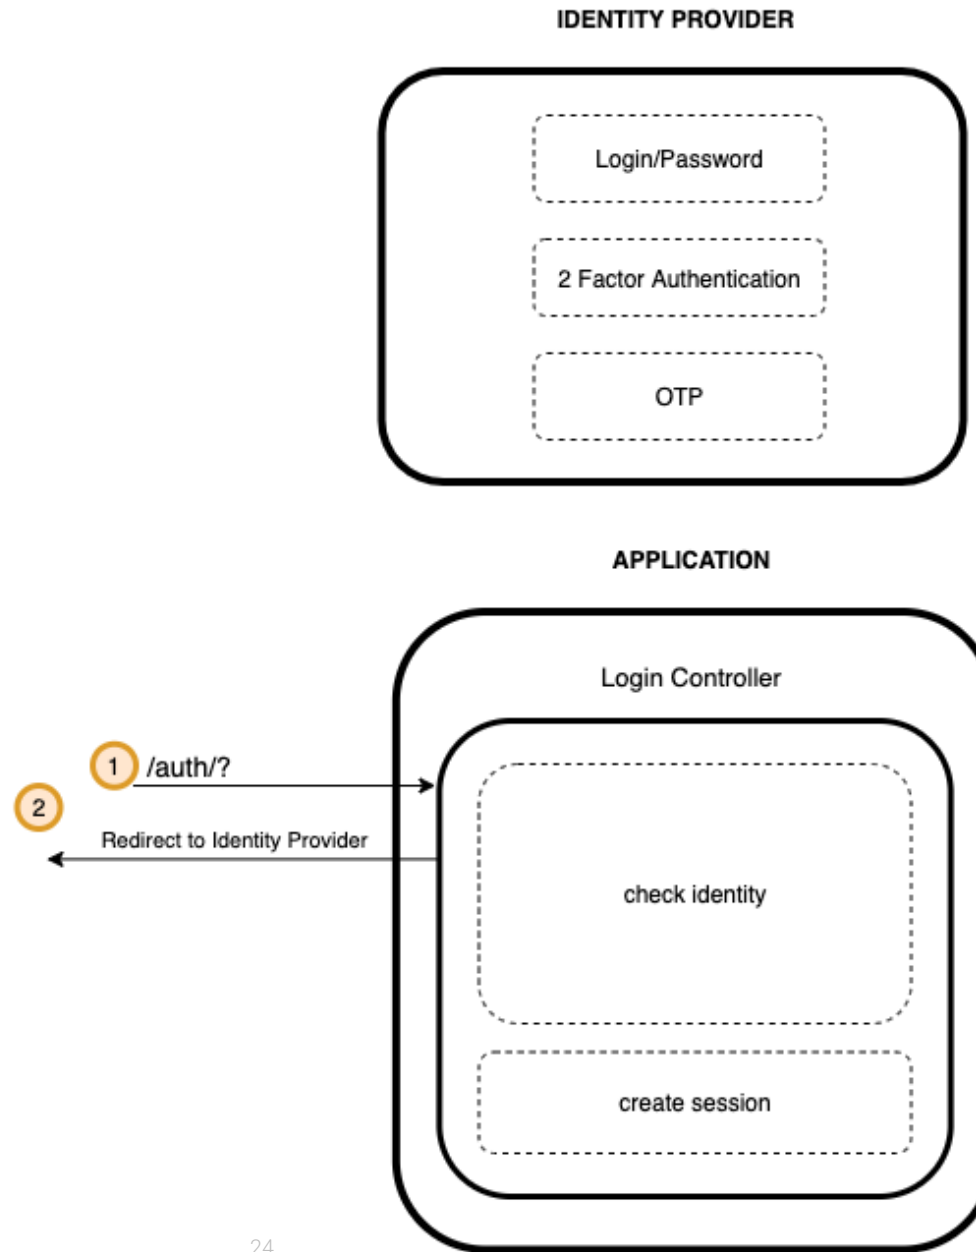 IDENTITY PROVIDER
Login/Password
2 Factor Authentication
OTP
APPLICATION
Login Controller
1 /auth/?
2
Redirect to Identity Provider
check identity
create session
24